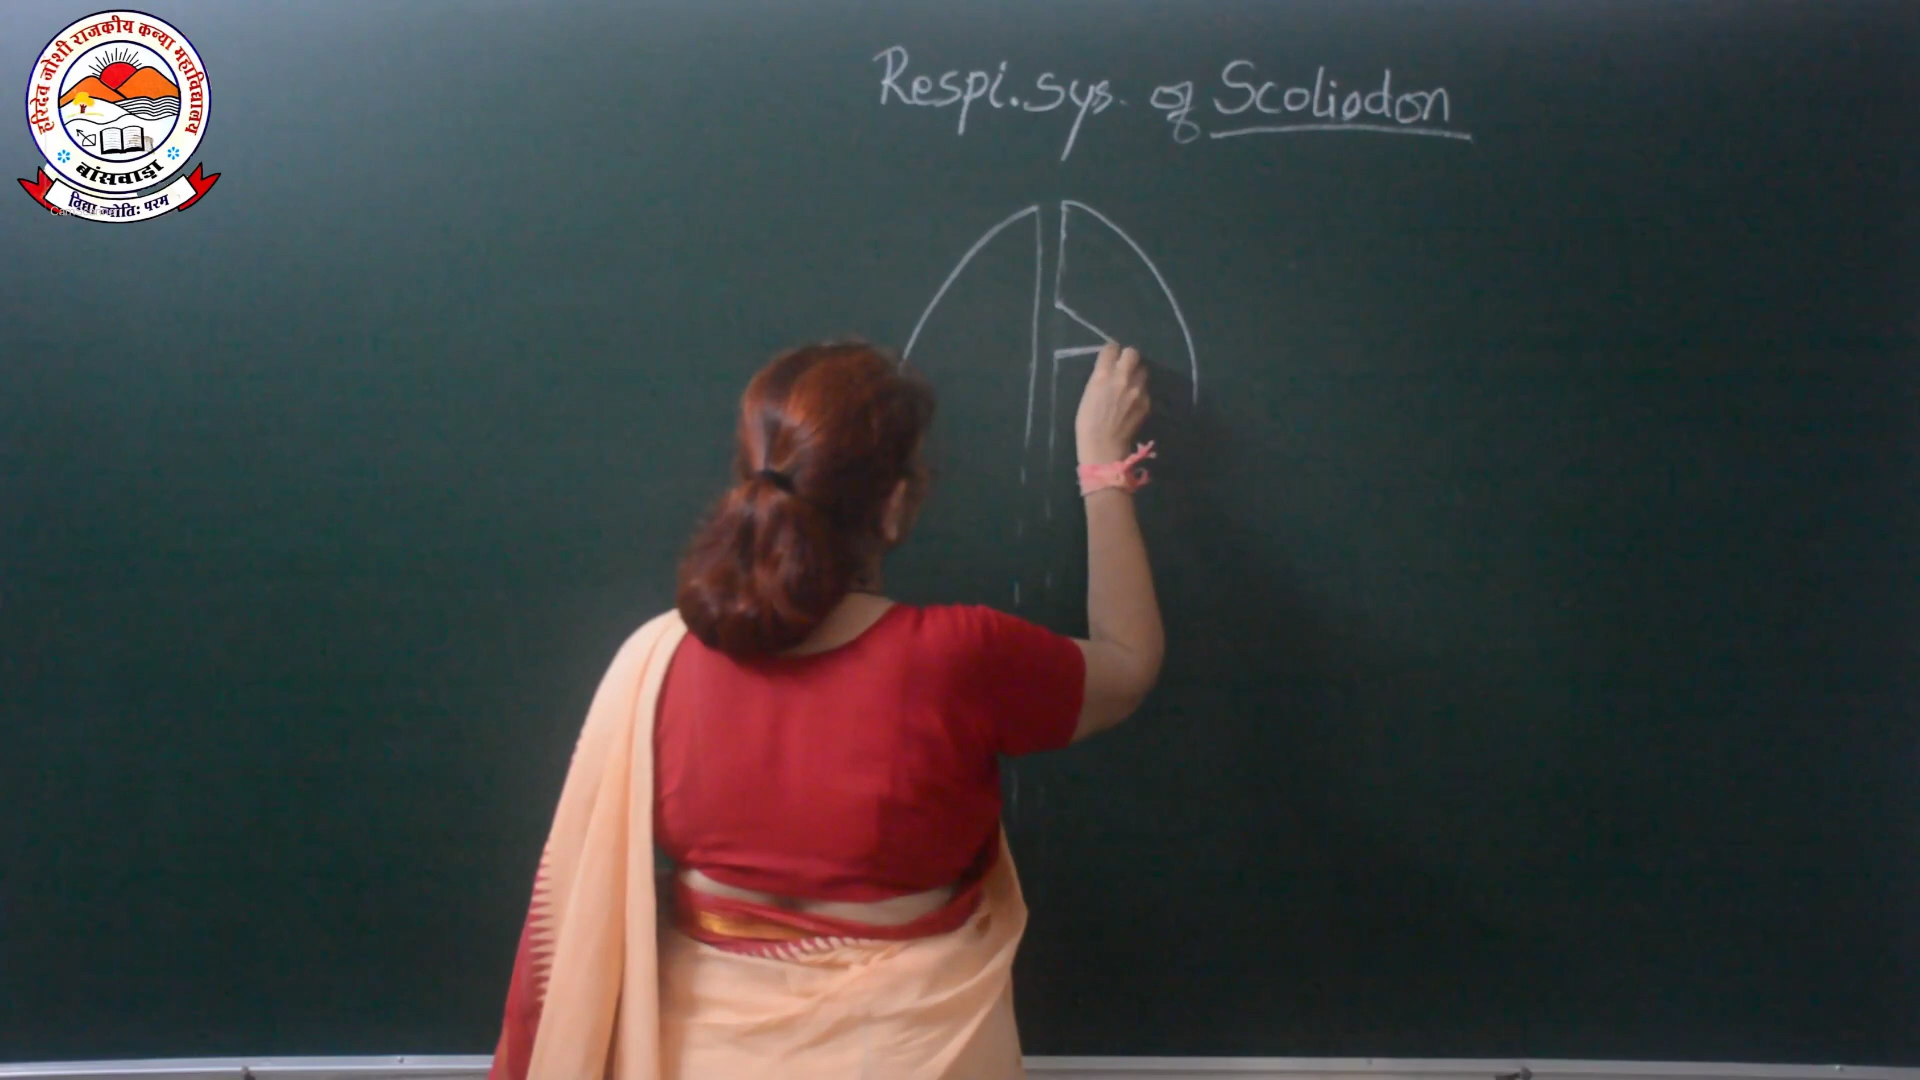 हरिदेव जोशी राजकीय कन्या महाविद्यालय
बांसवाड़ा
विद्या ज्योतिः परम
Respi. sys. of Scoliodon